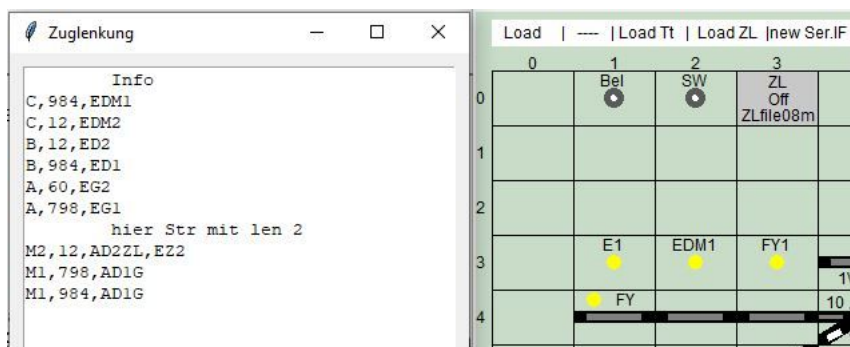 Zuglenkung
Info
C,984,EDM1
C,12,EDM2
B,12,ED2
B,984,ED1
A,60,EG2
A,798,EG1
hier Str mit len 2
M2,12,AD2ZL,EZ2
M1,798,AD1G
M1,984,AD1G
Load | ---- |Load Tt | Load ZL |new Ser.IF
0 1 2 3
0 Bel SW ZL
Off
ZLfile08m
1
2
3 E1 EDM1 FY1
4 FY 10